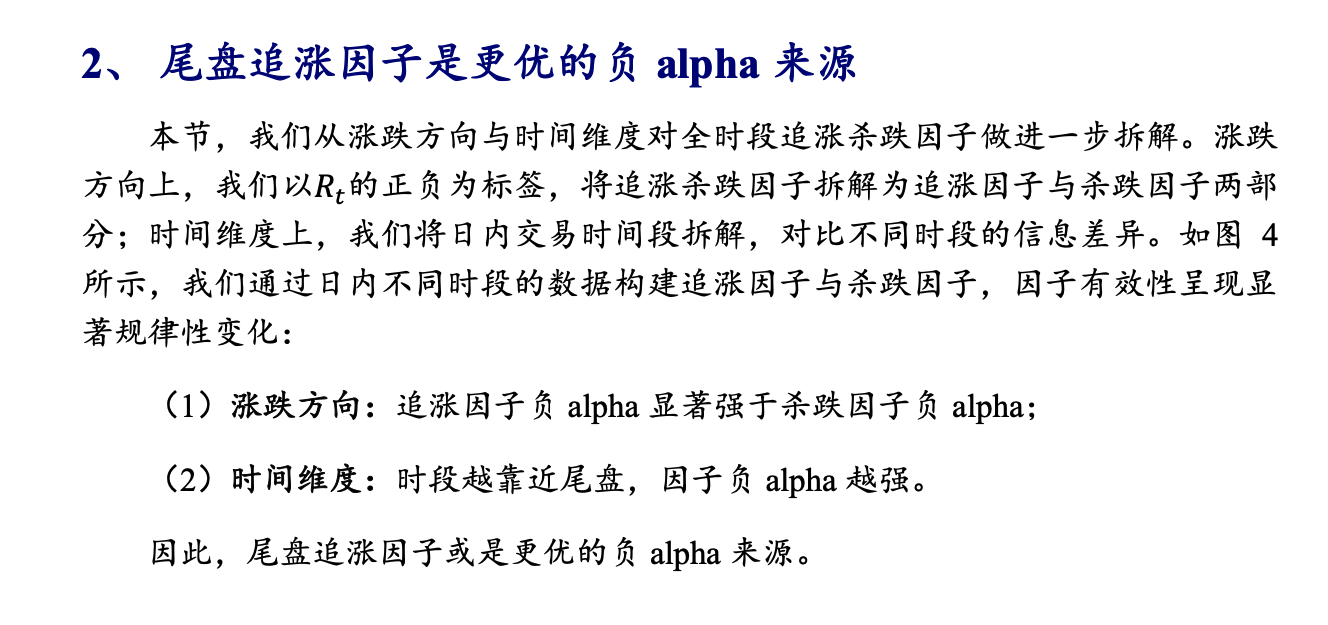 2、 尾盘追涨因子是更优的负 alpha 来源
本节，我们从涨跌方向与时间维度对全时段追涨杀跌因子做进一步拆解。涨跌
方向上，我们以Rt的正负为标签，将追涨杀跌因子拆解为追涨因子与杀跌因子两部
分；时间维度上，我们将日内交易时间段拆解，对比不同时段的信息差异。如图 4
所示，我们通过日内不同时段的数据构建追涨因子与杀跌因子，因子有效性呈现显
著规律性变化：
（1）涨跌方向：追涨因子负 alpha 显著强于杀跌因子负 alpha；
（2）时间维度：时段越靠近尾盘，因子负 alpha 越强。
因此，尾盘追涨因子或是更优的负 alpha 来源。